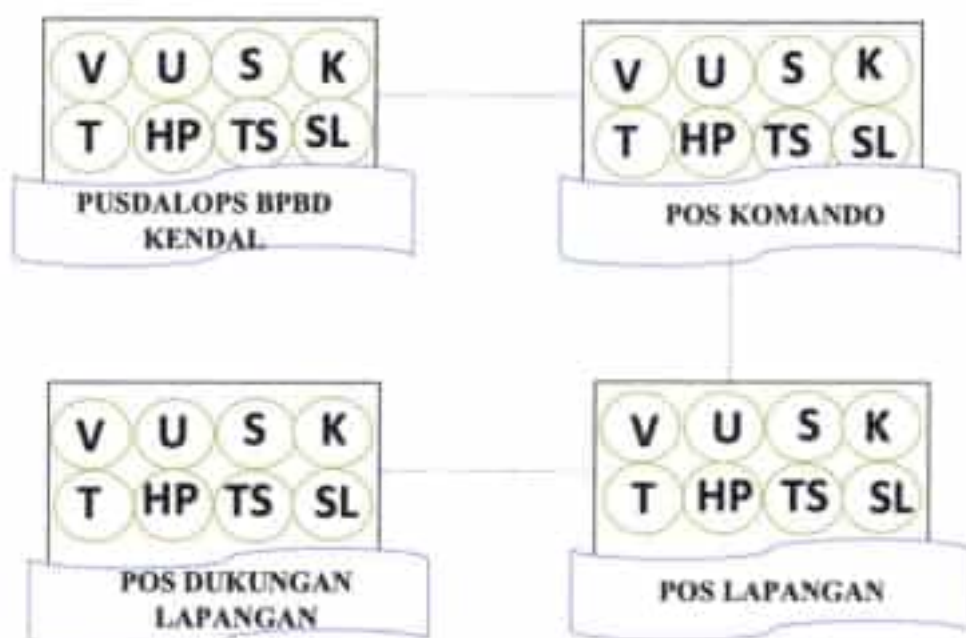 V U S K
T HP TS SL
PUSDALOPS BPBD
KENDAL
V U S K
T HP TS SL
POS KOMANDO
V U S K
T HP TS SL
POS DUKUNGAN
LAPANGAN
V U S K
T HP TS SL
POS LAPANGAN